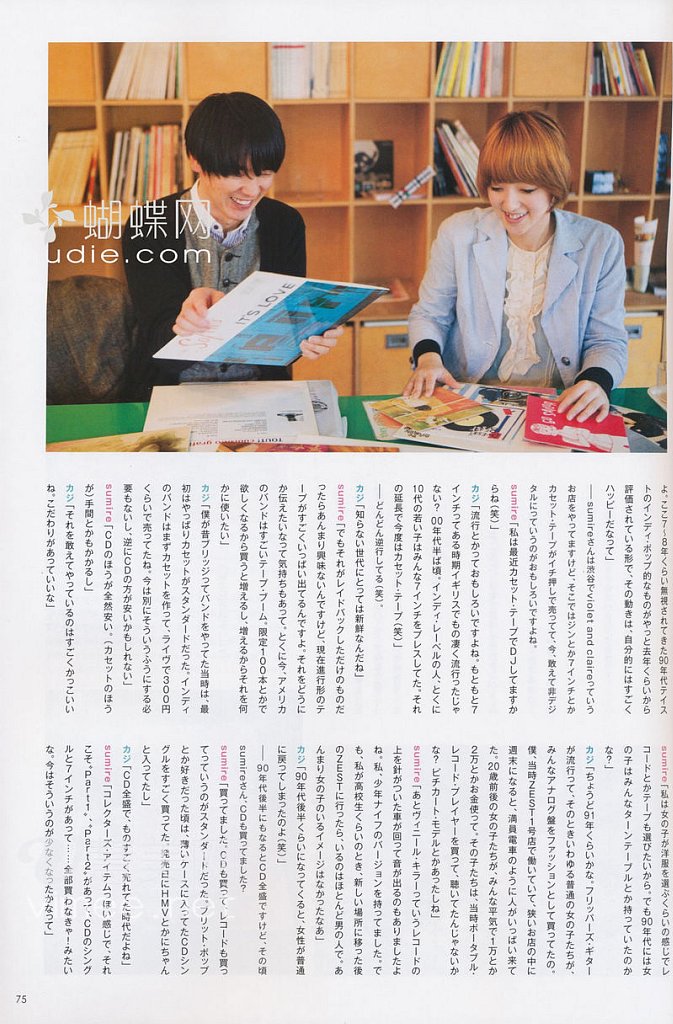 蝴蝶网
udie.com
ITS LOVE
TOUT
よ。ここ7〜8年くらい無視されてきた90年代テイス
トのインディ・ポップ的なものがやっと去年くらいから
評価されている形で、その動きは、自分的にはすごく
ハッピーだなって」
──sumireさんは渋谷でviolet and claireっていう
お店をやってますけど、そこではジンとか7インチとか
カセット・テープがイチ押しで売ってて、今、敢えて非デジ
タルにっていうのがおもしろいですよね。
sumire「私は最近カセット・テープでDJしてますか
らね(笑)」
カジ「流行とかっておもしろいですよね。もともと7
インチってある時期イギリスでもの凄く流行ったじゃ
ない? 00年代半ば頃。インディ・レーベルの人、とくに
10代の若い子はみんな7インチをプレスしてた。それ
の延長で今度はカセット・テープ(笑)」
──どんどん逆行してる(笑)。
カジ「知らない世代にとっては新鮮なんだね」
sumire「でもそれがレイドバックしただけのものだ
ったらあんまり興味ないんですけど、現在進行形のテ
ープがすごくいっぱい出てるんですよ。それをどうに
か伝えたいなって気持ちもあって。とくに今、アメリカ
のバンドはすごいテープ・ブーム。限定100本とかで
欲しくなるから買うと増えるし、増えるからそれを何
かに使いたい」
カジ「僕が昔ブリッジってバンドをやってた当時は、最
初はやっぱりカセットがスタンダードだった。インディ
のバンドはまずカセットを作って、ライヴで300円
くらいで売ってたね。今は別にそういうふうにする必
要もないし、逆にCDの方が安いかもしれない」
sumire「CDのほうが全然安い。(カセットのほう
が)手間とかもかかるし」
カジ「それを敢えてやっているのはすごくかっこいい
ね。こだわりがあっていいな」
sumire「私は女の子が洋服を選ぶくらいの感じでレ
コードとかテープも選びたいから。でも90年代には女
の子はみんなターンテーブルとか持っていたのか
な?」
カジ「ちょうど91年くらいかな。フリッパーズ・ギター
が流行って、そのときいわゆる普通の女の子たちが、
みんなアナログ盤をファッションとして買ってたの。
僕、当時ZEST1号店で働いていて、狭いお店の中に
週末になると、満員電車のように人がいっぱい来て
た。20歳前後の女の子たちが、みんな平気で1万とか
2万とかお金使って。その子たちは、当時ポータブル・
レコード・プレイヤーを買って、聴いてたんじゃないか
な? ピチカート・モデルとかあったしね」
sumire「あとヴィニール・キラーっていうレコードの
上を針がついた車が回って音が出るのもありましたよ
ね。私、少年ナイフのバージョンを持ってました。で
も、私が高校生くらいのとき、新しい場所に移った後
のZESTに行ったら、いるのはほとんど男の人で。あ
んまり女の子のいるイメージはなかったなあ」
カジ「90年代後半くらいになってくると、女性が普通
に戻ってしまったのよ(笑)」
──90年代後半にもなるとCD全盛ですけど、その頃
sumireさん、CDも買ってました?
sumire「買ってました。CDも買って、レコードも買っ
てっていうのがスタンダードだった。ブリット・ポップ
とか好きだった頃は、薄いケースに入ってたCDシン
グルをすごく買ってた。発売日にHMVとかにちゃん
と入ってたし」
カジ「CD全盛で、ものすごく売れてた時代だよね」
sumire「コレクターズ・アイテムっぽい感じで、それ
こそ。“Part1”、“Part2”があって、CDのシング
ルと7インチがあって……全部買わなきゃ!みたい
な。今はそういうのが少なくなったかなって」
75